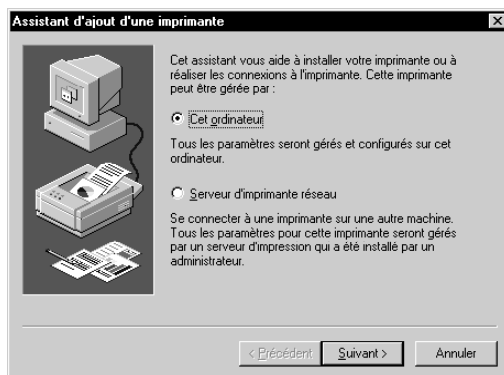 Assistant d'ajout d'une imprimante
Cet assistant vous aide à installer votre imprimante ou à
réaliser les connexions à l'imprimante. Cette imprimante
peut être gérée par :
Cet ordinateur
Tous les paramètres seront gérés et configurés sur cet
ordinateur.
Serveur d'imprimante réseau
Se connecter à une imprimante sur une autre machine.
Tous les paramètres pour cette imprimante seront gérés
par un serveur d'impression qui a été installé par un
administrateur.
< Précédent Suivant > Annuler